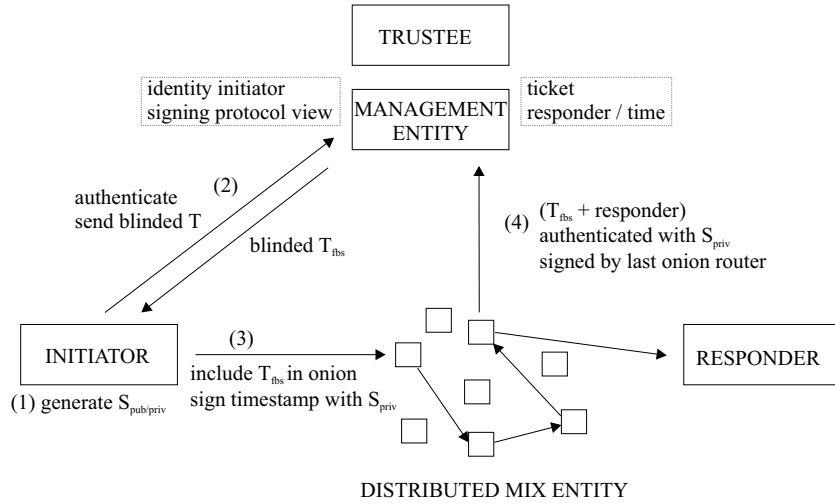 TRUSTEE
identity initiator
signing protocol view
MANAGEMENT
ENTITY
ticket
responder / time
(2)
authenticate
send blinded T
blinded T_fbs
(4)
(T_fbs + responder)
authenticated with S_priv
signed by last onion router
INITIATOR
(1) generate S_pub/priv
(3)
include T_fbs in onion
sign timestamp with S_priv
RESPONDER
DISTRIBUTED MIX ENTITY